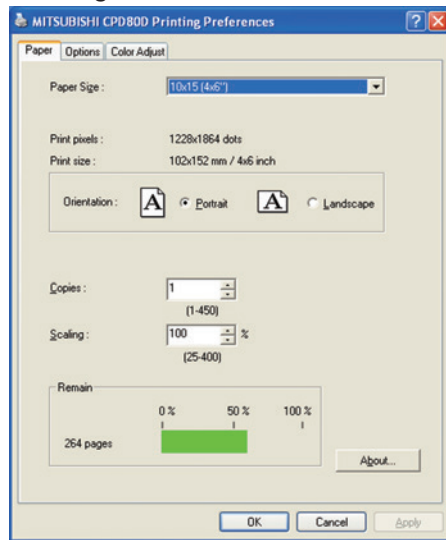 MITSUBISHI CPD80D Printing Preferences
Paper Options Color Adjust
Paper Size : 10x15 (4x6")
Print pixels : 1228x1864 dots
Print size : 102x152 mm / 4x6 inch
Orientation : A Portrait A Landscape
Copies : 1
(1-450)
Scaling : 100 %
(25-400)
Remain
0 % 50 % 100 %
264 pages
About...
OK Cancel Apply